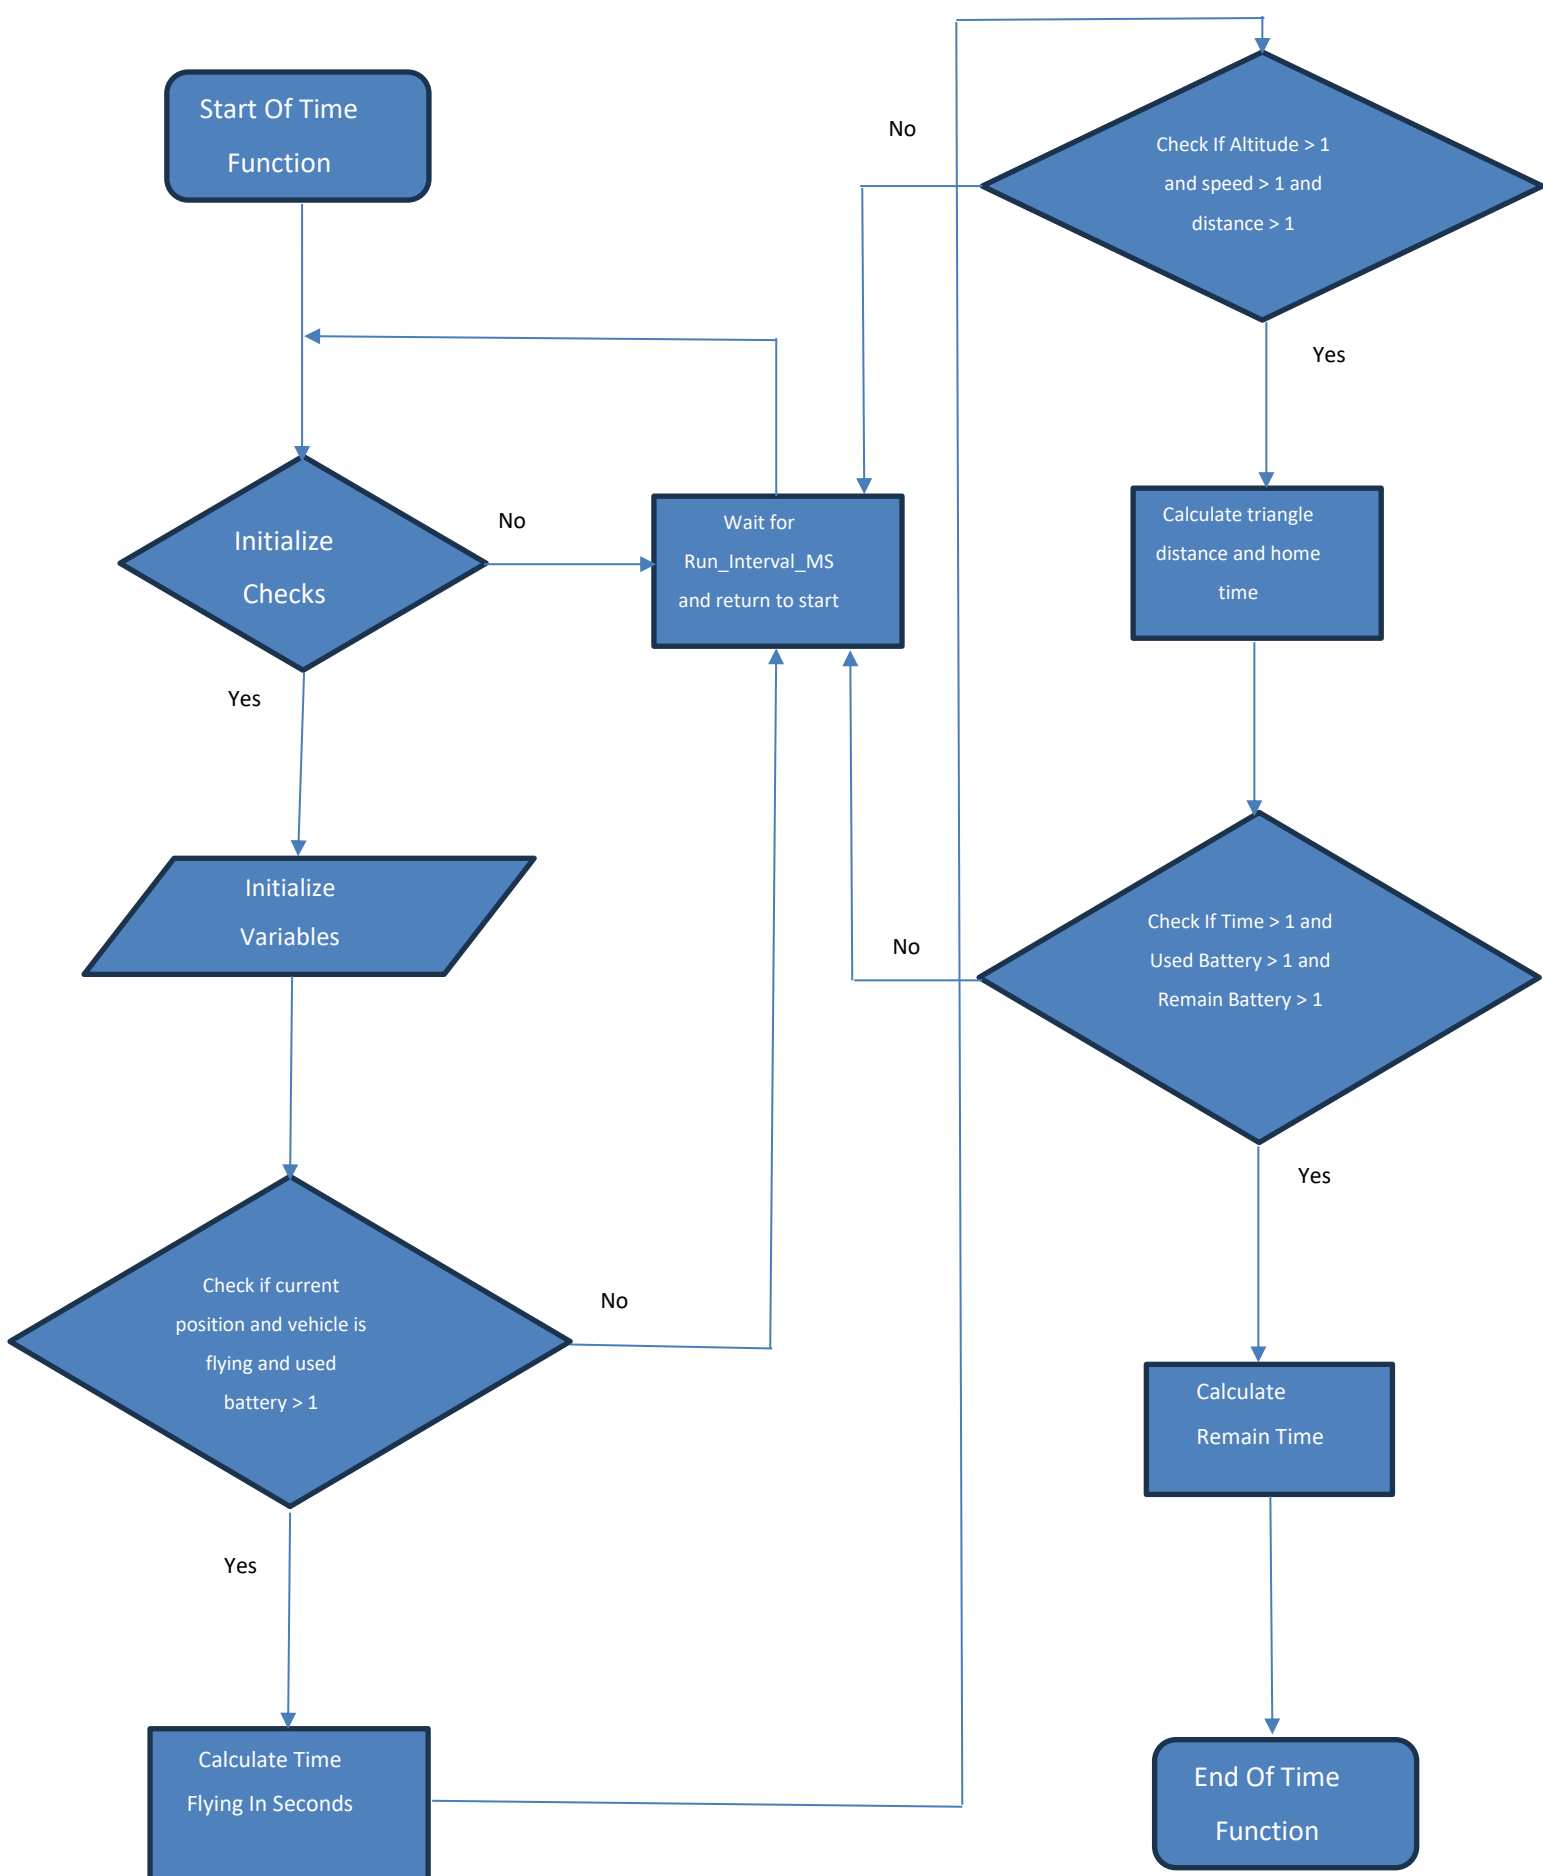 Start Of Time
Function
Initialize
Checks
No
Wait for
Run_Interval_MS
and return to start
Yes
Initialize
Variables
Check if current
position and vehicle is
flying and used
battery > 1
No
Yes
Calculate Time
Flying In Seconds
No
Check If Altitude > 1
and speed > 1 and
distance > 1
Yes
Calculate triangle
distance and home
time
Check If Time > 1 and
Used Battery > 1 and
Remain Battery > 1
No
Yes
Calculate
Remain Time
End Of Time
Function